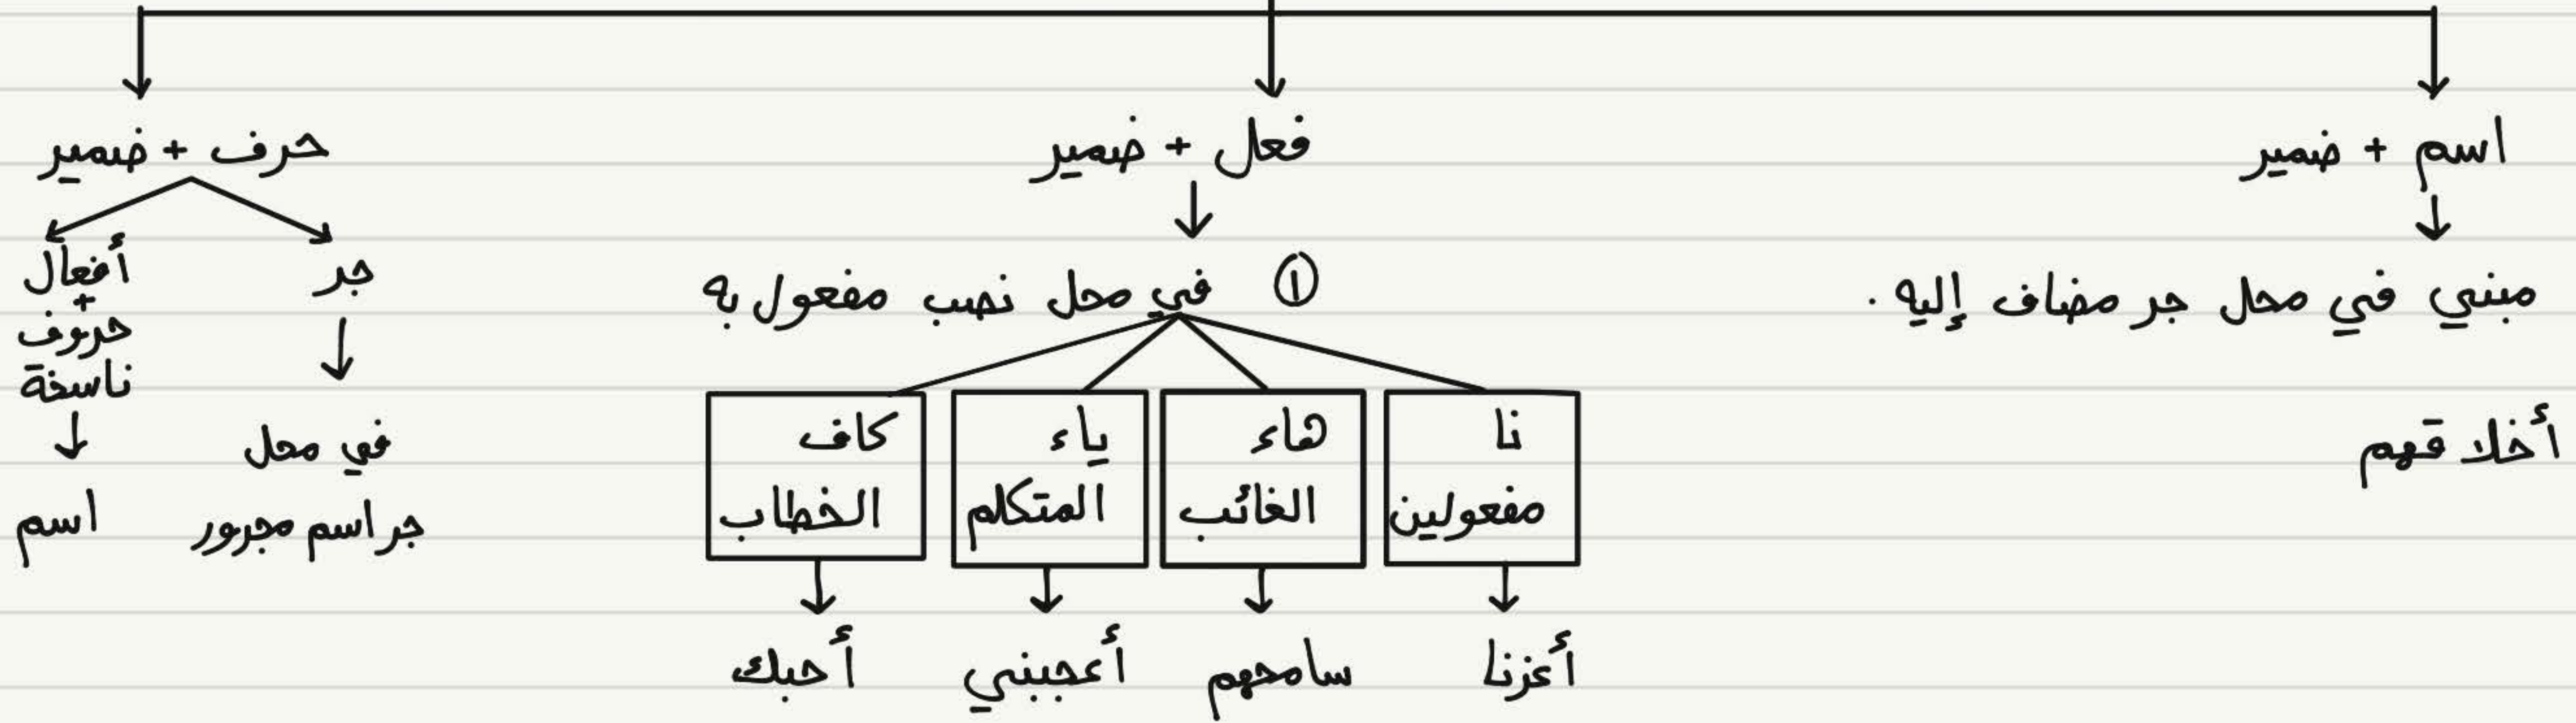 اسم + ضمير
مبني في محل جر مضاف إليه .
أخلاقهم
فعل + ضمير
① في محل نصب مفعول به
نا
مفعولين
أعزنا
هاء
الغائب
سامحهم
ياء
المتكلم
أعجبني
كاف
الخطاب
أحبك
حرف + ضمير
جر
في محل
جر اسم مجرور
أفعال
+
حروف
ناسخة
اسم